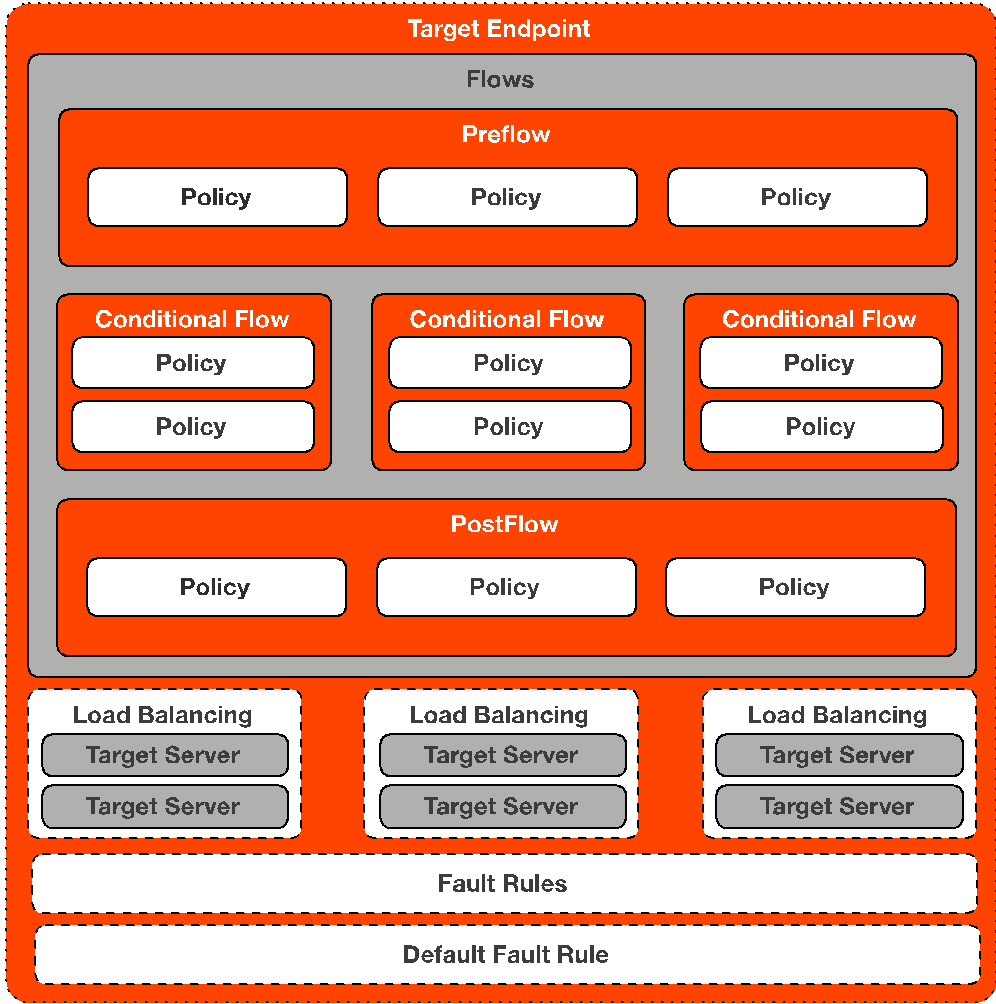 Target Endpoint
Flows
Preflow
Policy Policy Policy
Conditional Flow Conditional Flow Conditional Flow
Policy Policy Policy
Policy Policy Policy
PostFlow
Policy Policy Policy
Load Balancing Load Balancing Load Balancing
Target Server Target Server Target Server
Target Server Target Server Target Server
Fault Rules
Default Fault Rule